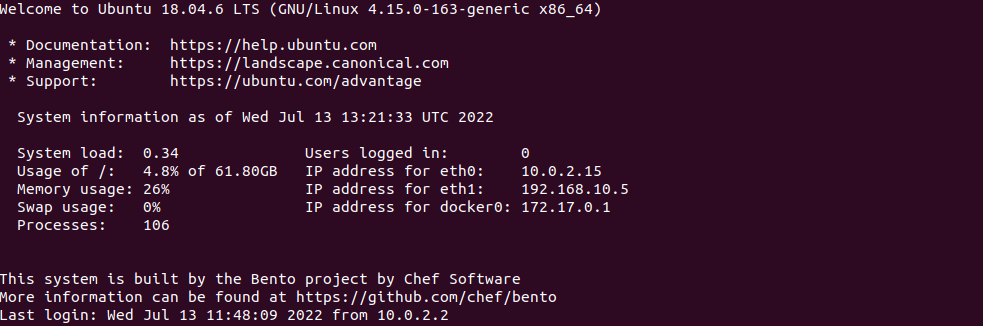 Welcome to Ubuntu 18.04.6 LTS (GNU/Linux 4.15.0-163-generic x86_64)

 * Documentation:  https://help.ubuntu.com
 * Management:     https://landscape.canonical.com
 * Support:        https://ubuntu.com/advantage

  System information as of Wed Jul 13 13:21:33 UTC 2022

  System load:  0.34              Users logged in:        0
  Usage of /:   4.8% of 61.80GB   IP address for eth0:    10.0.2.15
  Memory usage: 26%               IP address for eth1:    192.168.10.5
  Swap usage:   0%                IP address for docker0: 172.17.0.1
  Processes:    106

This system is built by the Bento project by Chef Software
More information can be found at https://github.com/chef/bento
Last login: Wed Jul 13 11:48:09 2022 from 10.0.2.2